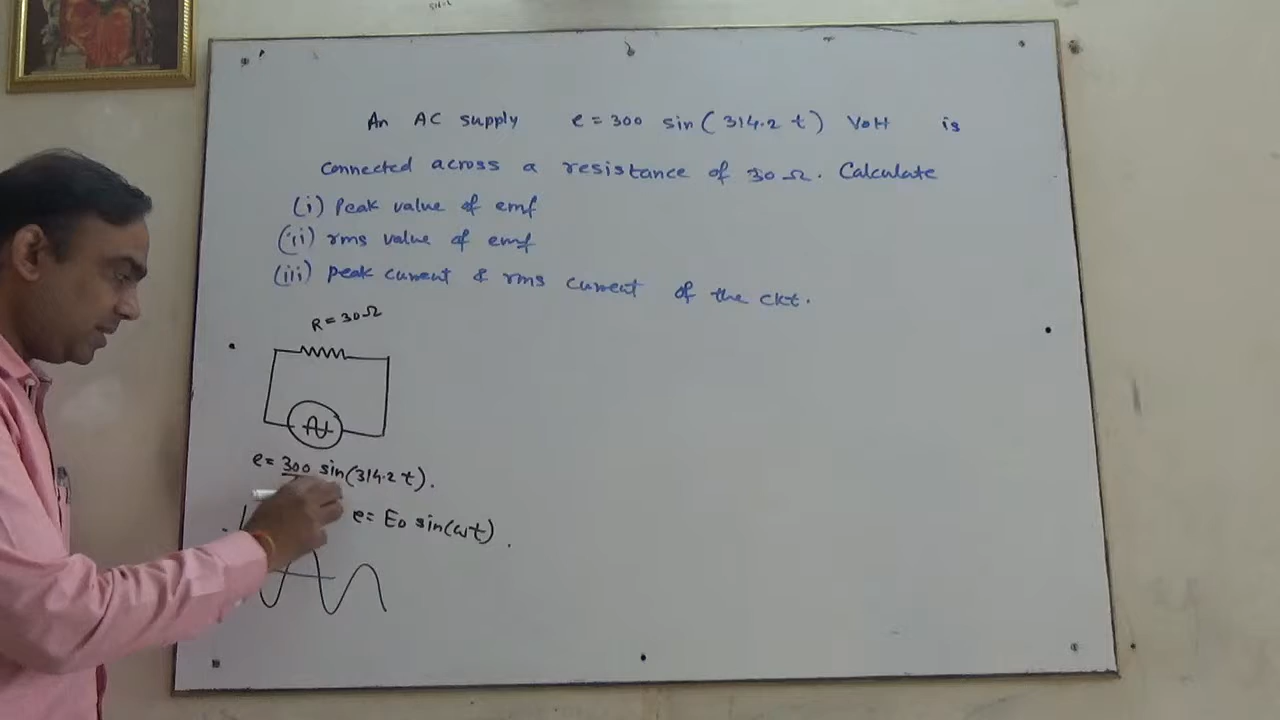 An AC supply e = 300 sin(314.2 t) Volt is
connected across a resistance of 30 Ω. Calculate
(i) Peak value of emf
(ii) rms value of emf
(iii) peak current & rms current of the ckt.
R = 30 Ω
e = 300 sin(314.2 t).
e = E0 sin(ωt).